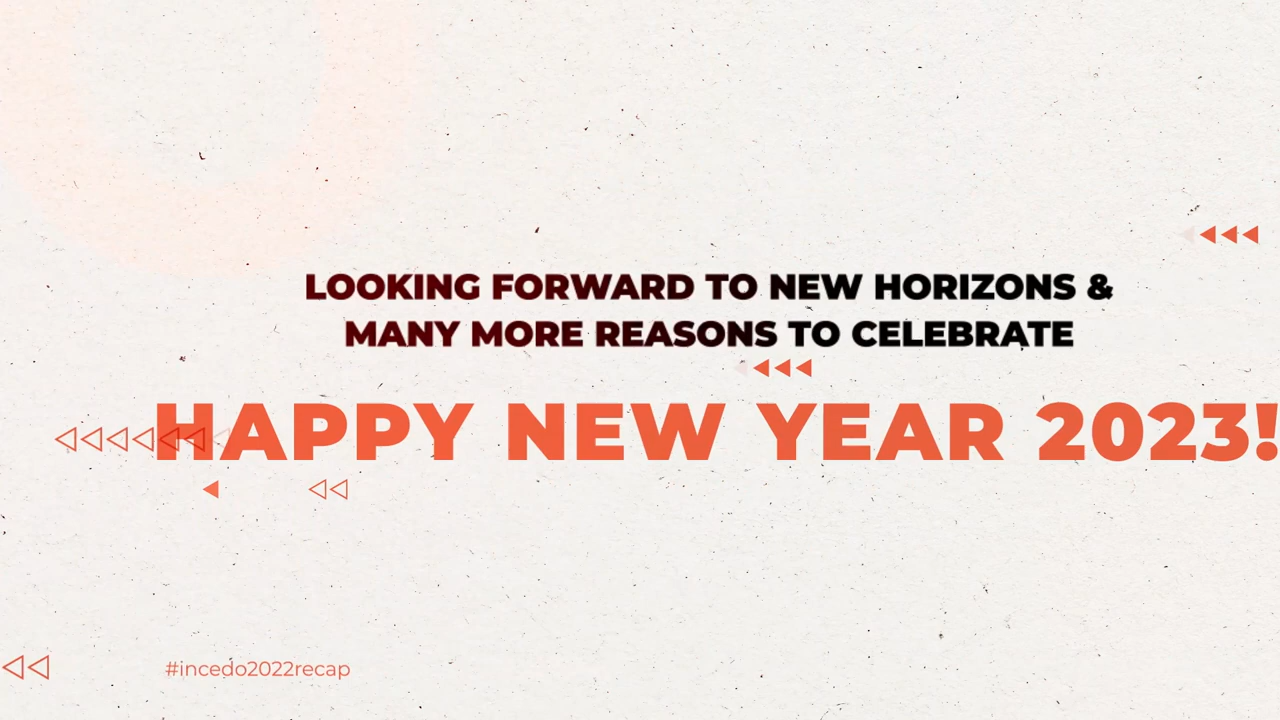 LOOKING FORWARD TO NEW HORIZONS &
MANY MORE REASONS TO CELEBRATE
HAPPY NEW YEAR 2023!
#incedo2022recap